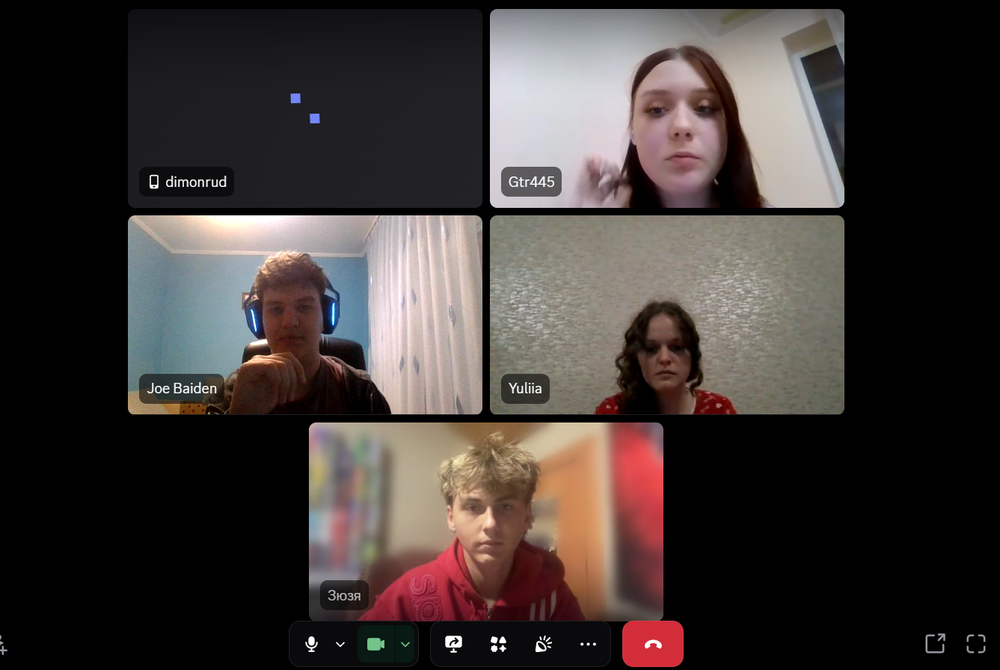 dimonrud
Gtr445
Joe Baiden
Yuliia
Зюзя